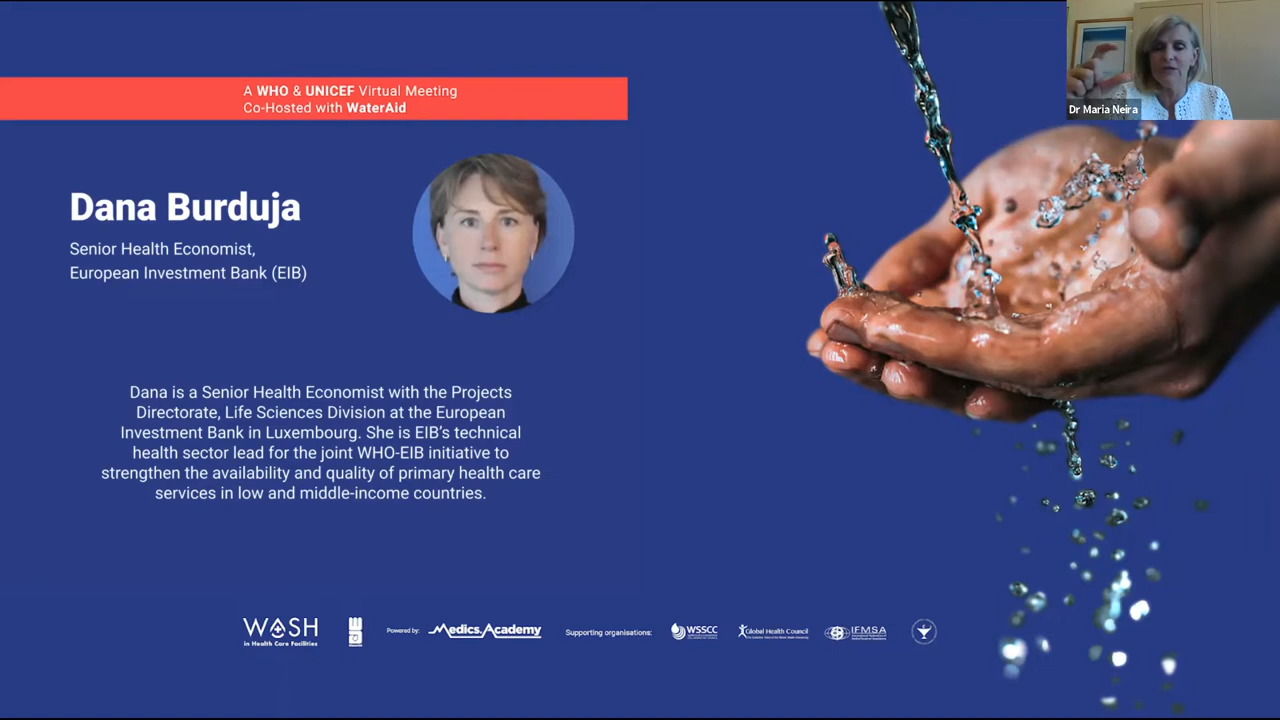 A WHO & UNICEF Virtual Meeting
Co-Hosted with WaterAid
Dr Maria Neira
Dana Burduja
Senior Health Economist,
European Investment Bank (EIB)
Dana is a Senior Health Economist with the Projects
Directorate, Life Sciences Division at the European
Investment Bank in Luxembourg. She is EIB's technical
health sector lead for the joint WHO-EIB initiative to
strengthen the availability and quality of primary health care
services in low and middle-income countries.
WASH
in Health Care Facilities
Powered by:
Medics.Academy
Supporting organisations:
WSSCC
Global Health Council
IFMSA